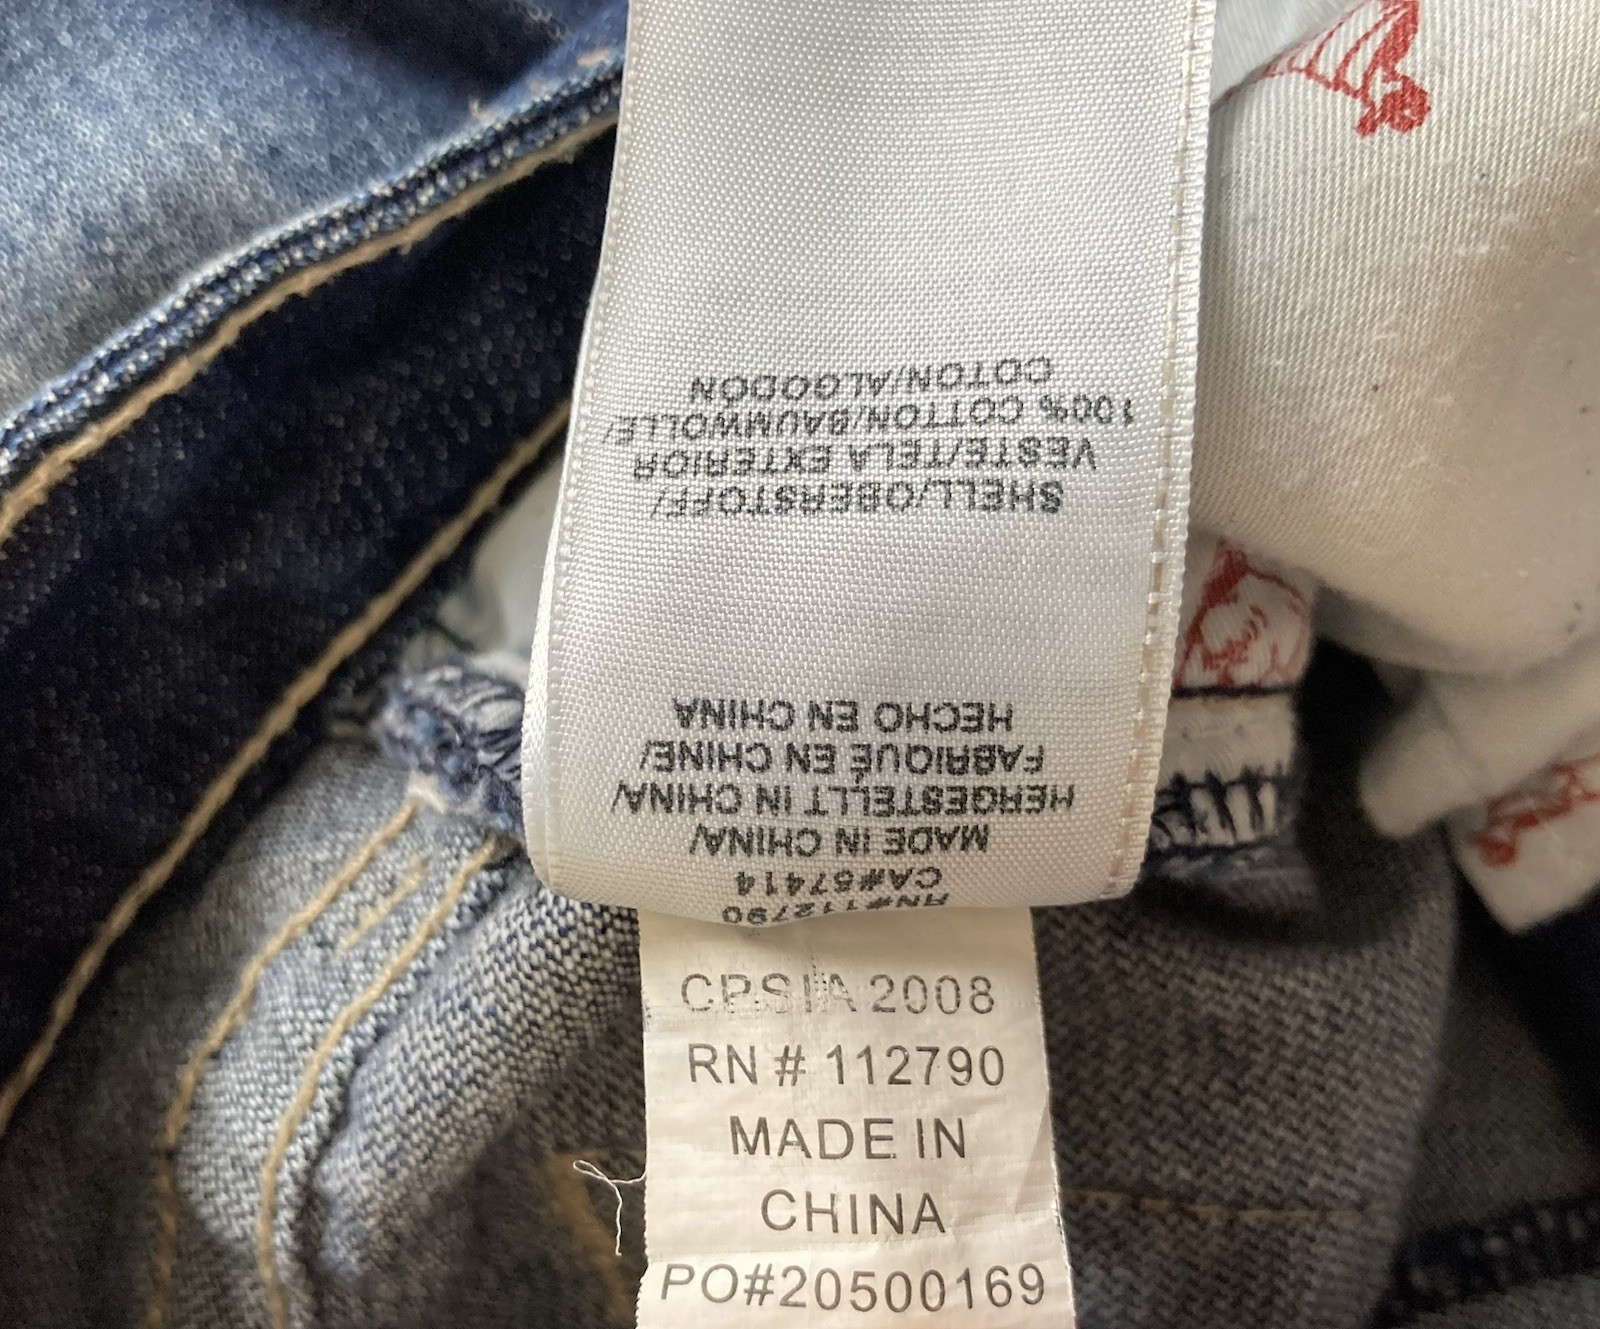 RN#112790
CA#57414
MADE IN CHINA/
HERGESTELLT IN CHINA/
FABRIQUÉ EN CHINE/
HECHO EN CHINA
SHELL/OBERSTOFF/
VESTE/TELA EXTERIOR
100% COTTON/BAUMWOLLE/
COTON/ALGODON
CPSIA 2008
RN # 112790
MADE IN
CHINA
PO#20500169